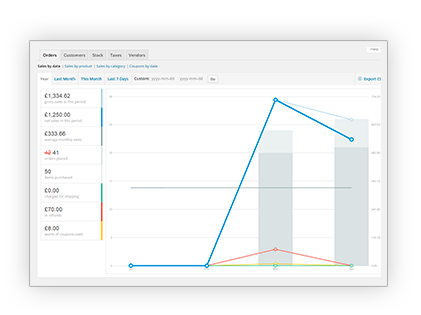 Help
Orders Customers Stock Taxes Vendors
Sales by date | Sales by product | Sales by category | Coupons by date
Year Last Month This Month Last 7 Days Custom: yyyy-mm-dd yyyy-mm-dd Go Export CSV
£1,334.62
gross sales in this period
£1,250.00
net sales in this period
£333.66
average monthly sales
42 41
orders placed
50
items purchased
£0.00
charged for shipping
£70.00
in refunds
£6.00
worth of coupons used